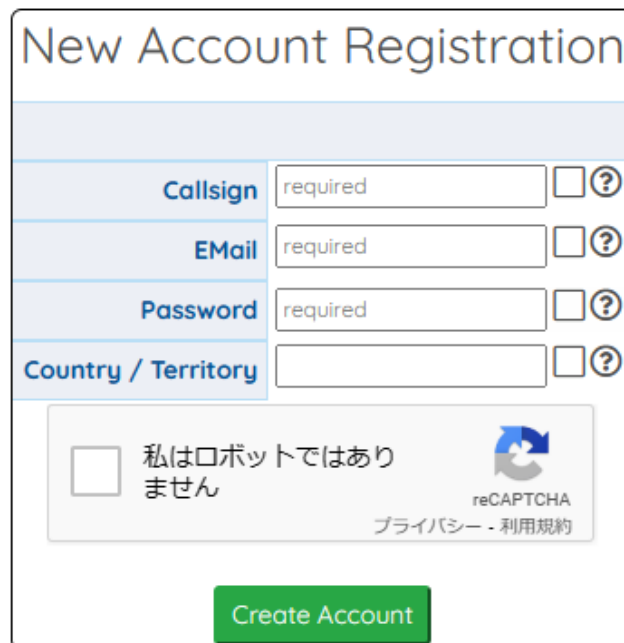 New Account Registration
Callsign required
EMail required
Password required
Country / Territory
私はロボットではあり
ません
reCAPTCHA
プライバシー - 利用規約
Create Account